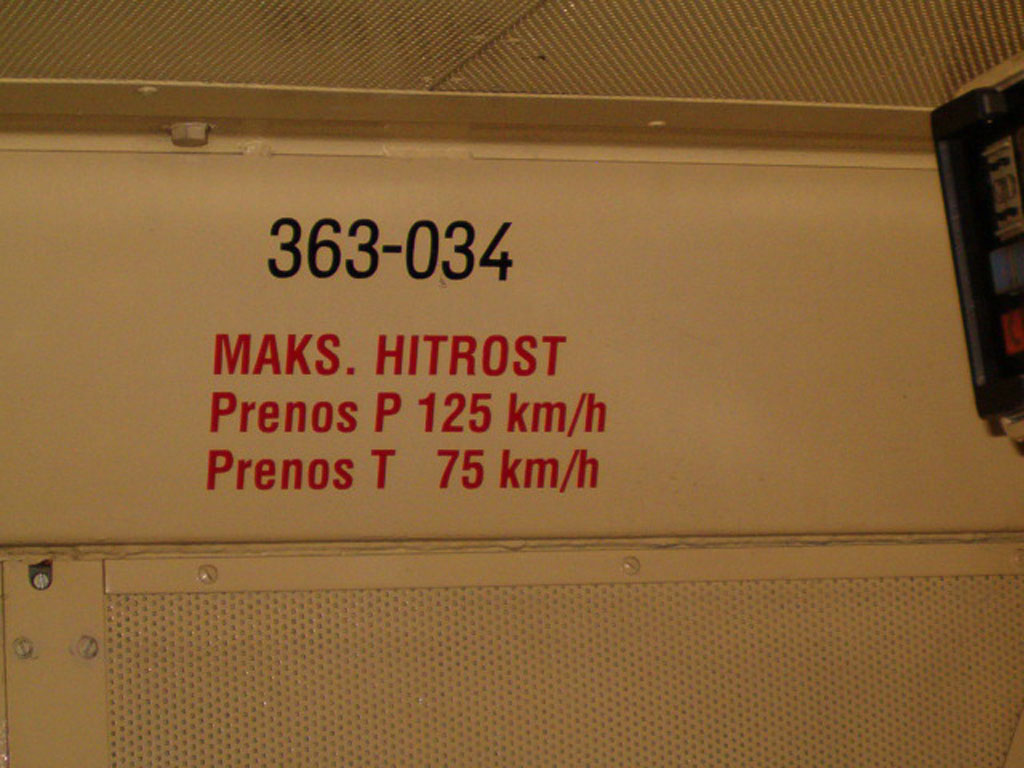 363-034
MAKS. HITROST
Prenos P 125 km/h
Prenos T 75 km/h